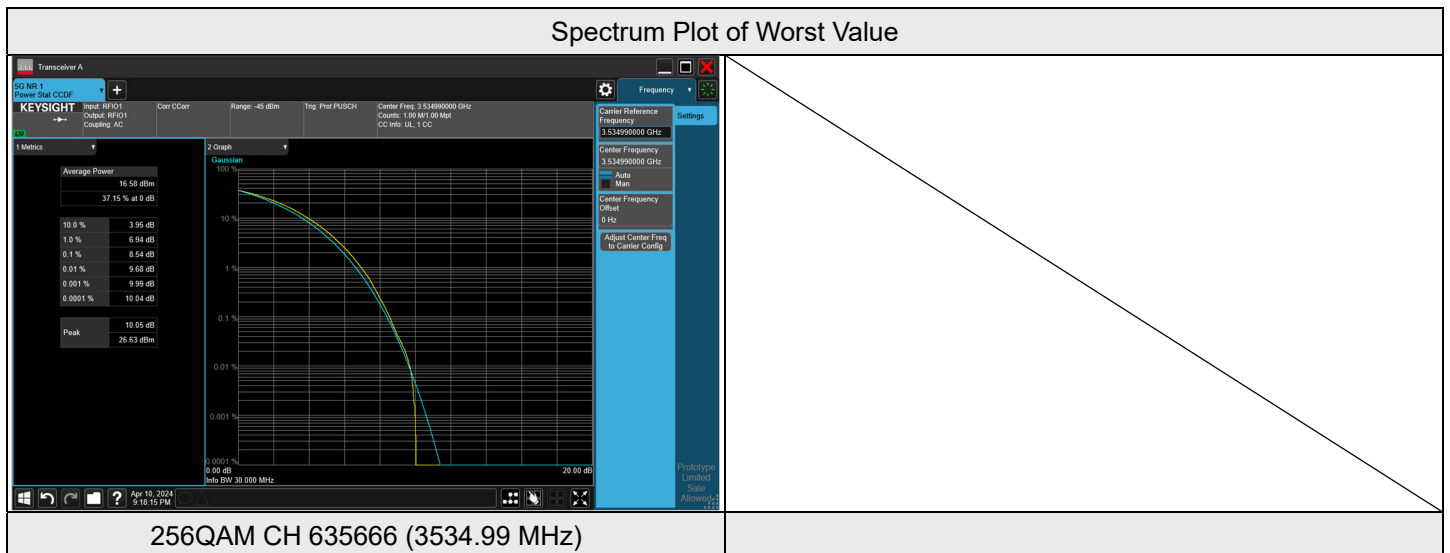 Spectrum Plot of Worst Value
Transceiver A
5G NR 1
Power Stat CCDF
+
Frequency
KEYSIGHT
Input: RFIO1
Output: RFIO1
Coupling: AC
Corr CCorr
Range: -45 dBm
Trig: Prot PUSCH
Center Freq: 3.534990000 GHz
Counts: 1.00 M/1.00 Mpt
CC Info: UL, 1 CC
Carrier Reference
Frequency
3.534990000 GHz
Settings
Center Frequency
3.534990000 GHz
Auto
Man
Center Frequency
Offset
0 Hz
Adjust Center Freq
to Carrier Config
1 Metrics
Average Power
16.58 dBm
37.15 % at 0 dB
10.0 % 3.95 dB
1.0 % 6.94 dB
0.1 % 8.54 dB
0.01 % 9.68 dB
0.001 % 9.99 dB
0.0001 % 10.04 dB
Peak
10.05 dB
26.63 dBm
2 Graph
Gaussian
100 %
10 %
1 %
0.1 %
0.01 %
0.001 %
0.0001 %
0.00 dB
20.00 dB
Info BW 30.000 MHz
Prototype
Limited
Sale
Allowed
?
Apr 10, 2024
9:18:15 PM
256QAM CH 635666 (3534.99 MHz)